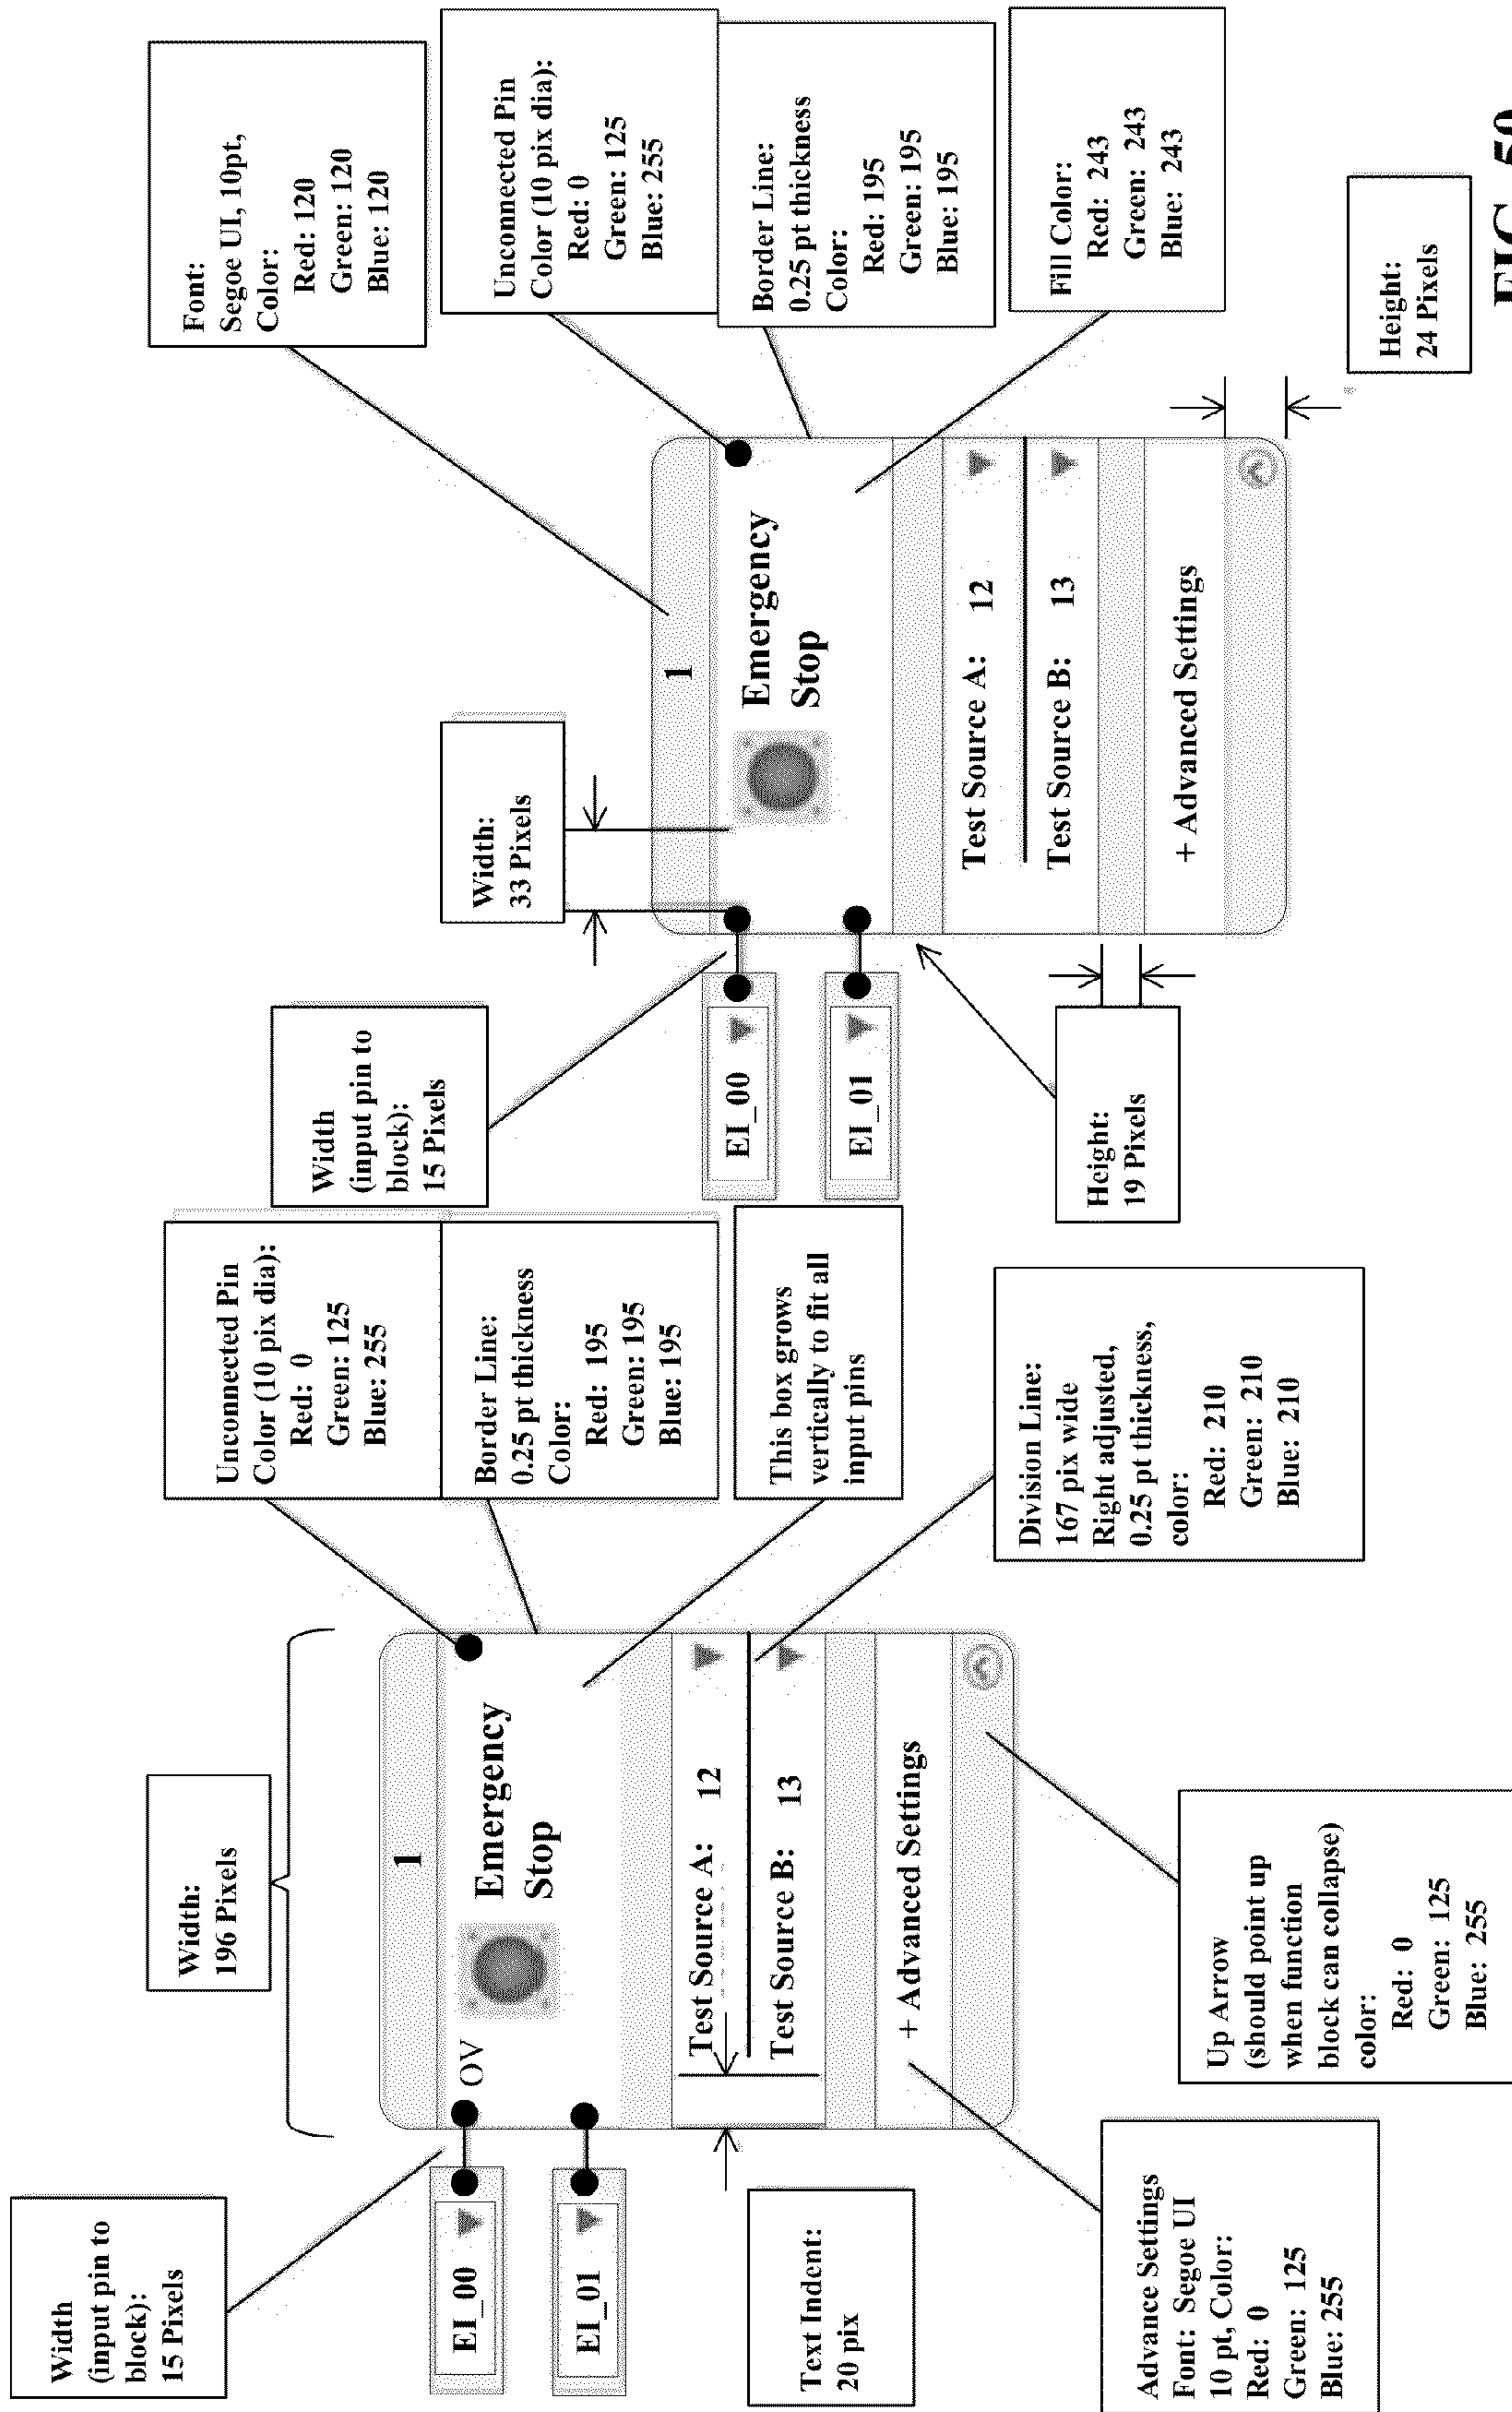 Width
(input pin to
block):
15 Pixels
Width:
196 Pixels
Unconnected Pin
Color (10 pix dia):
Red: 0
Green: 125
Blue: 255
Border Line:
0.25 pt thickness
Color:
Red: 195
Green: 195
Blue: 195
This box grows
vertically to fit all
input pins
Division Line:
167 pix wide
Right adjusted,
0.25 pt thickness,
color:
Red: 210
Green: 210
Blue: 210
EI_00
EI_01
1
OV
Emergency
Stop
Test Source A: 12
Test Source B: 13
+ Advanced Settings
Text Indent:
20 pix
Advance Settings
Font: Segoe UI
10 pt, Color:
Red: 0
Green: 125
Blue: 255
Up Arrow
(should point up
when function
block can collapse)
color:
Red: 0
Green: 125
Blue: 255
Width
(input pin to
block):
15 Pixels
Width:
33 Pixels
Font:
Segoe UI, 10pt,
Color:
Red: 120
Green: 120
Blue: 120
Unconnected Pin
Color (10 pix dia):
Red: 0
Green: 125
Blue: 255
Border Line:
0.25 pt thickness
Color:
Red: 195
Green: 195
Blue: 195
Fill Color:
Red: 243
Green: 243
Blue: 243
EI_00
EI_01
1
Emergency
Stop
Test Source A: 12
Test Source B: 13
+ Advanced Settings
Height:
19 Pixels
Height:
24 Pixels
FIG. 50